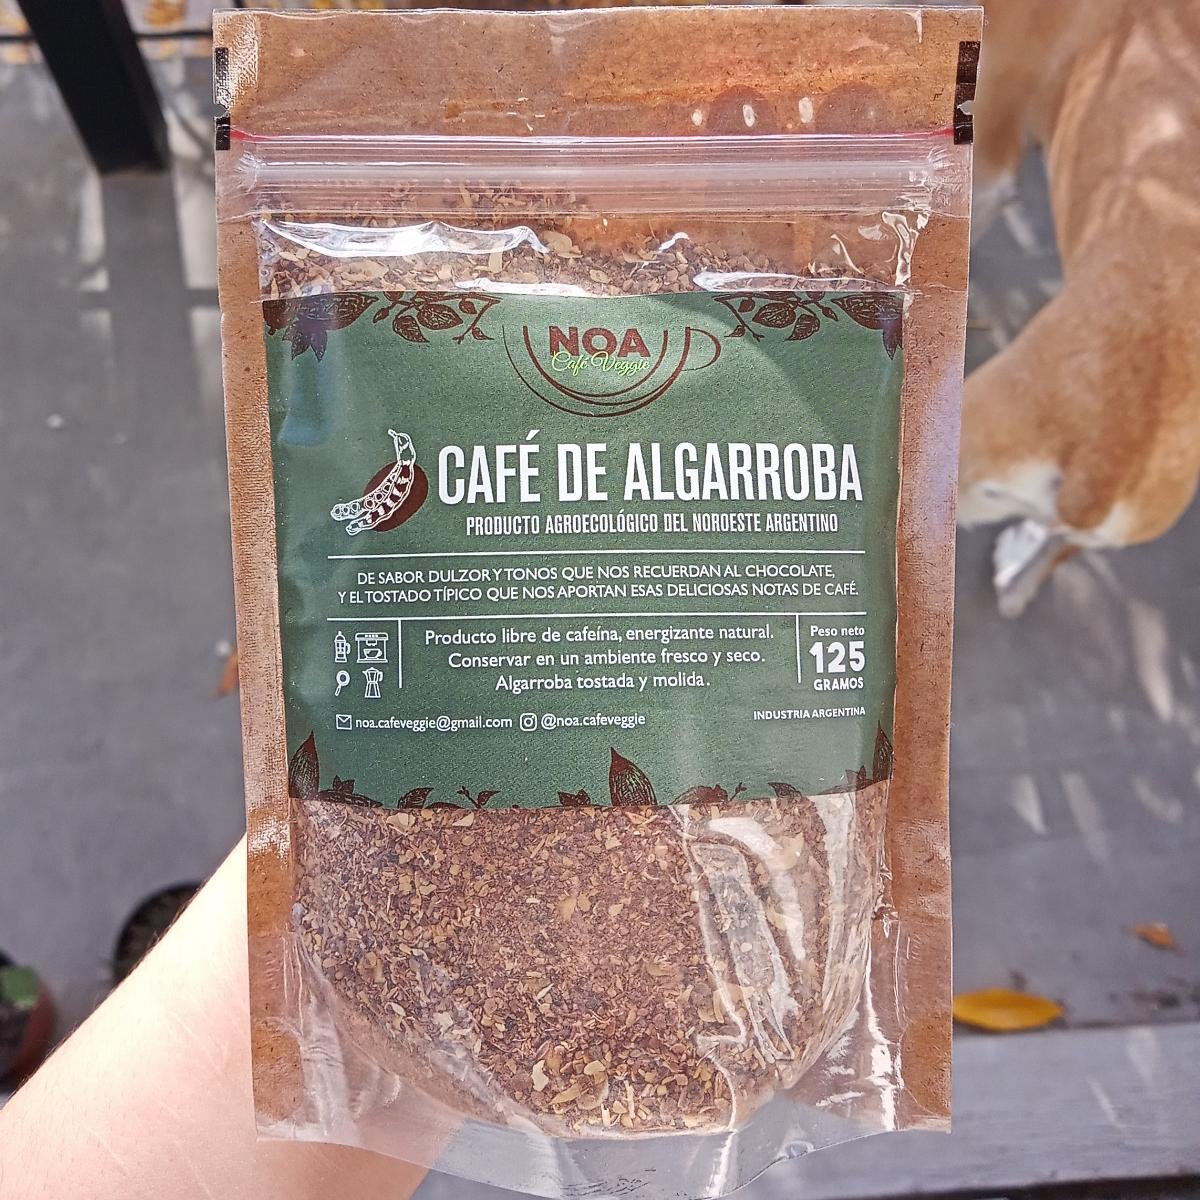 NOA
Café Veggie
CAFÉ DE ALGARROBA
PRODUCTO AGROECOLÓGICO DEL NOROESTE ARGENTINO
DE SABOR DULZOR Y TONOS QUE NOS RECUERDAN AL CHOCOLATE,
Y EL TOSTADO TÍPICO QUE NOS APORTAN ESAS DELICIOSAS NOTAS DE CAFÉ.
Producto libre de cafeína, energizante natural.
Conservar en un ambiente fresco y seco.
Algarroba tostada y molida.
Peso neto
125
GRAMOS
noa.cafeveggie@gmail.com @noa.cafeveggie
INDUSTRIA ARGENTINA